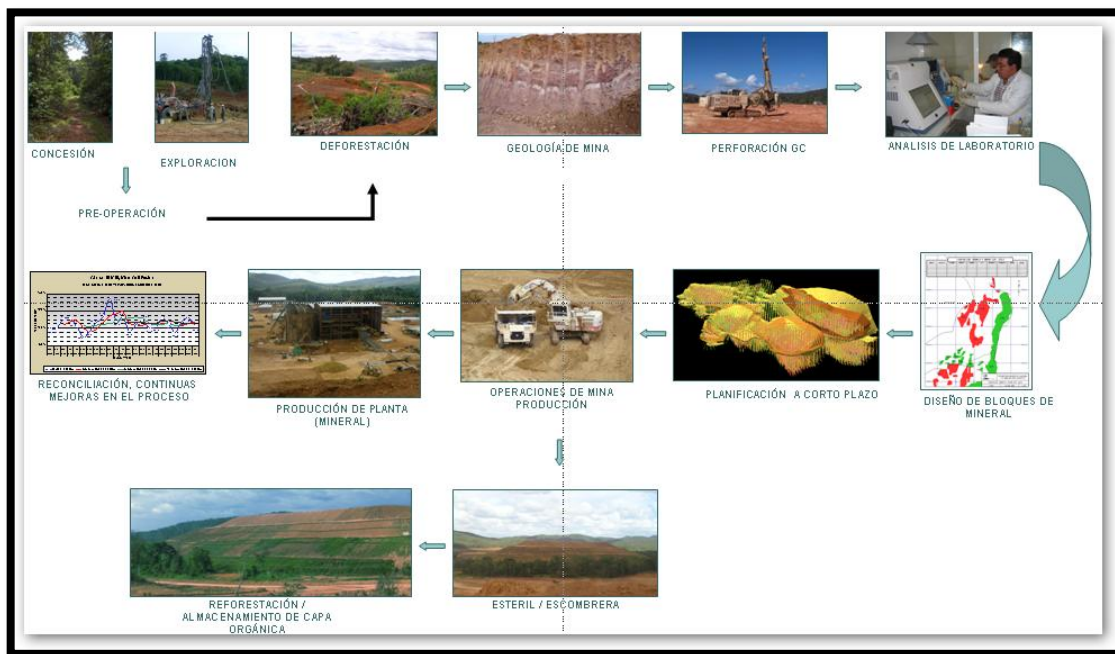 CONCESIÓN
EXPLORACION
DEFORESTACIÓN
GEOLOGÍA DE MINA
PERFORACIÓN GC
ANALISIS DE LABORATORIO
PRE-OPERACIÓN
RECONCILIACIÓN, CONTINUAS
MEJORAS EN EL PROCESO
PRODUCCIÓN DE PLANTA
(MINERAL)
OPERACIONES DE MINA
PRODUCCIÓN
PLANIFICACIÓN A CORTO PLAZO
DISEÑO DE BLOQUES DE
MINERAL
REFORESTACIÓN /
ALMACENAMIENTO DE CAPA
ORGÁNICA
ESTERIL / ESCOMBRERA